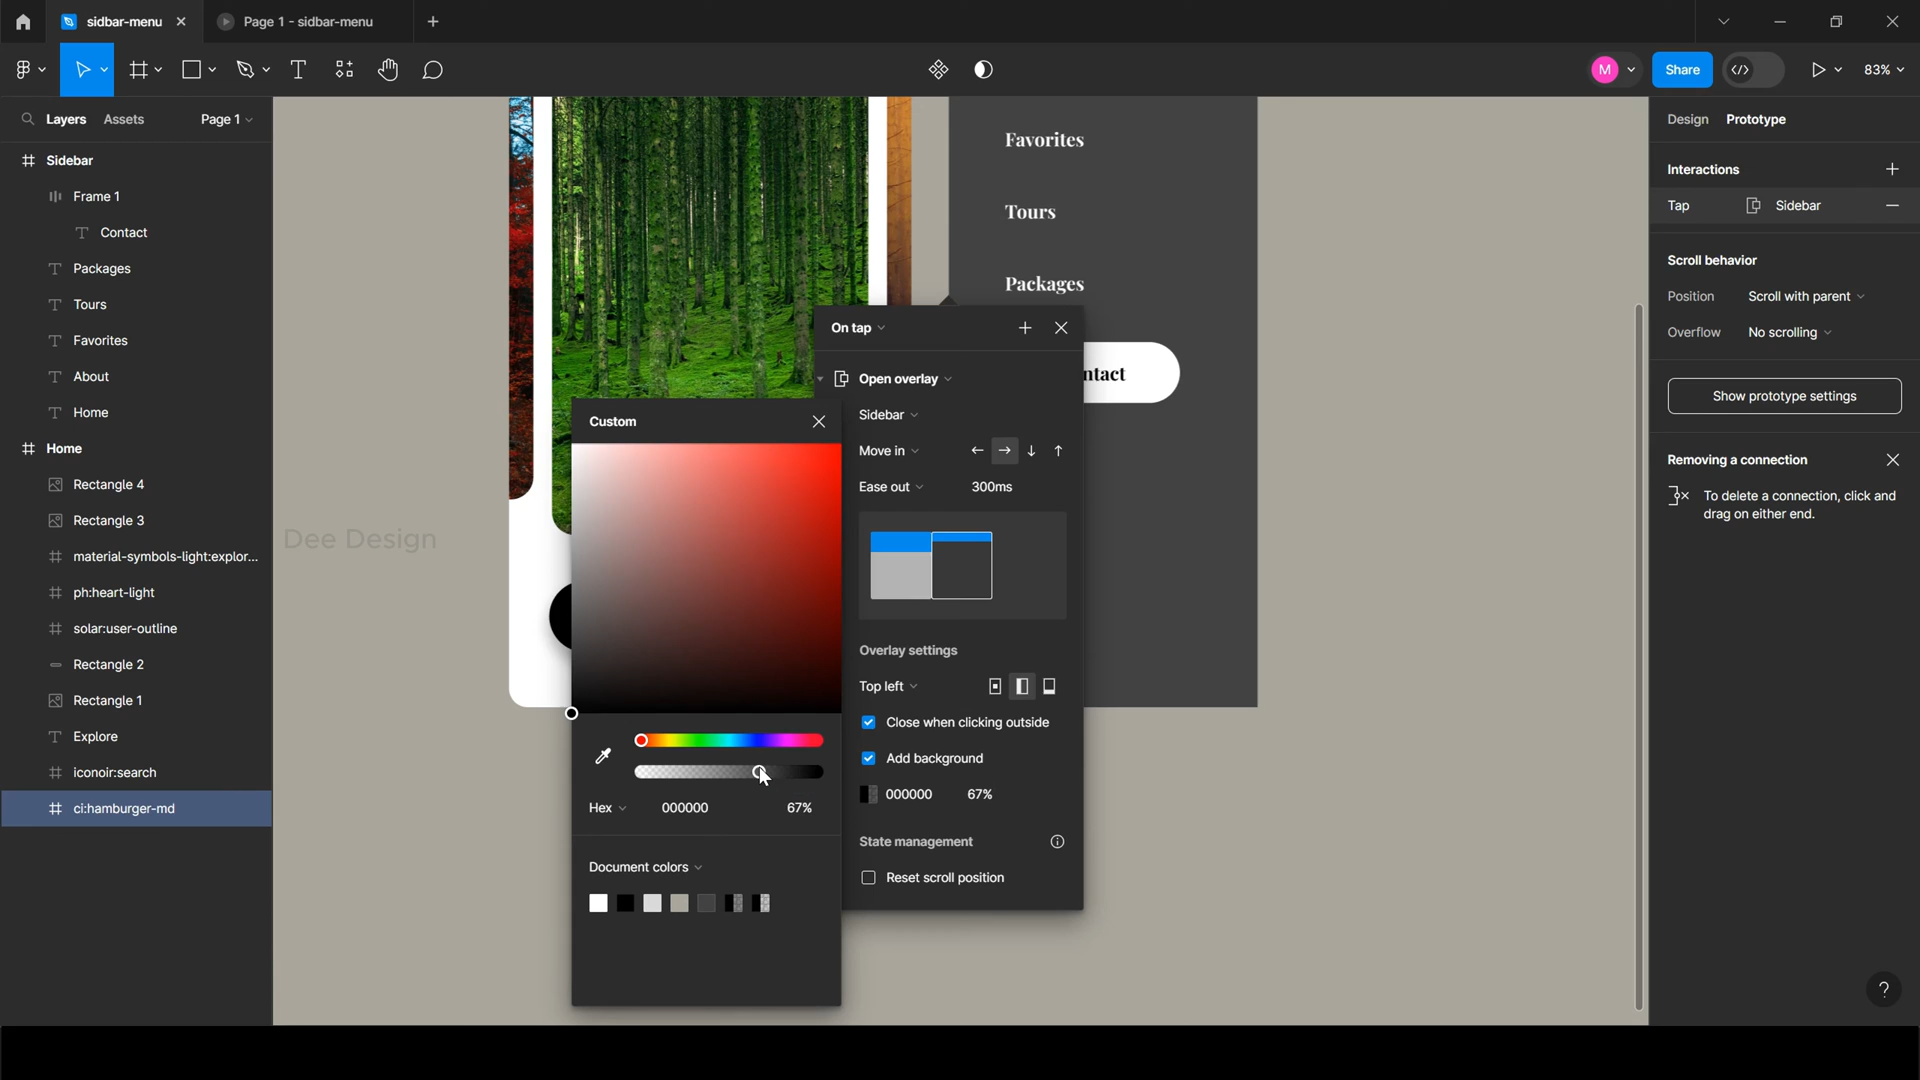 sidbar-menu
Page 1 - sidbar-menu
M
Share
83%
Layers
Assets
Page 1
Sidebar
Frame 1
Contact
Packages
Tours
Favorites
About
Home
Home
Rectangle 4
Rectangle 3
material-symbols-light:explor...
ph:heart-light
solar:user-outline
Rectangle 2
Rectangle 1
Explore
iconoir:search
ci:hamburger-md
Dee Design
Favorites
Tours
Packages
ntact
Custom
Hex
000000
67%
Document colors
On tap
Open overlay
Sidebar
Move in
Ease out
300ms
Overlay settings
Top left
Close when clicking outside
Add background
000000
67%
State management
Reset scroll position
Design
Prototype
Interactions
Tap
Sidebar
Scroll behavior
Position
Scroll with parent
Overflow
No scrolling
Show prototype settings
Removing a connection
To delete a connection, click and
drag on either end.
?